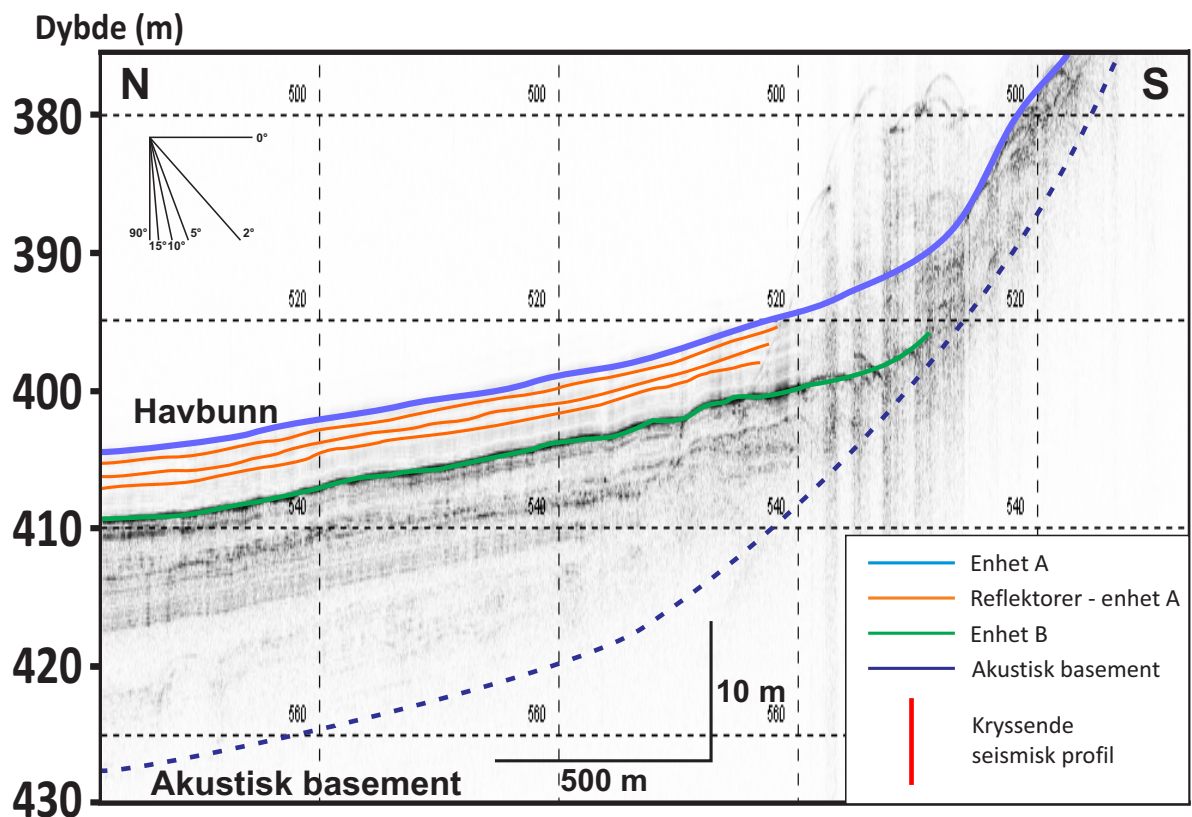 Dybde (m)
N
S
500
500
500
500
380
0°
90°
15°
10°
5°
2°
390
520
520
520
520
400
Havbunn
540
540
540
540
410
Enhet A
Reflektorer - enhet A
Enhet B
Akustisk basement
420
10 m
560
560
560
Kryssende
seismisk profil
Akustisk basement
500 m
430